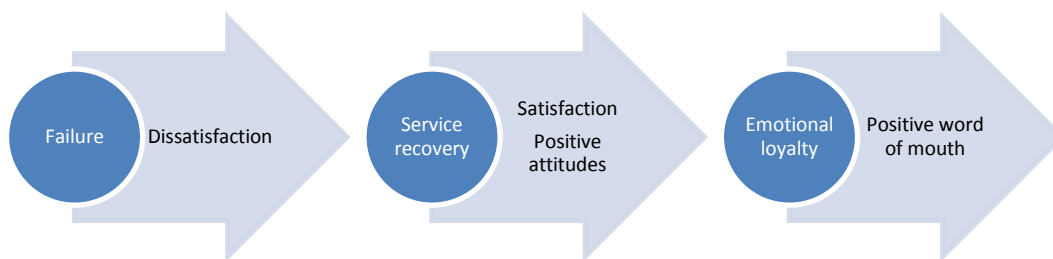 Failure
Dissatisfaction
Service
recovery
Satisfaction
Positive
attitudes
Emotional
loyalty
Positive word
of mouth